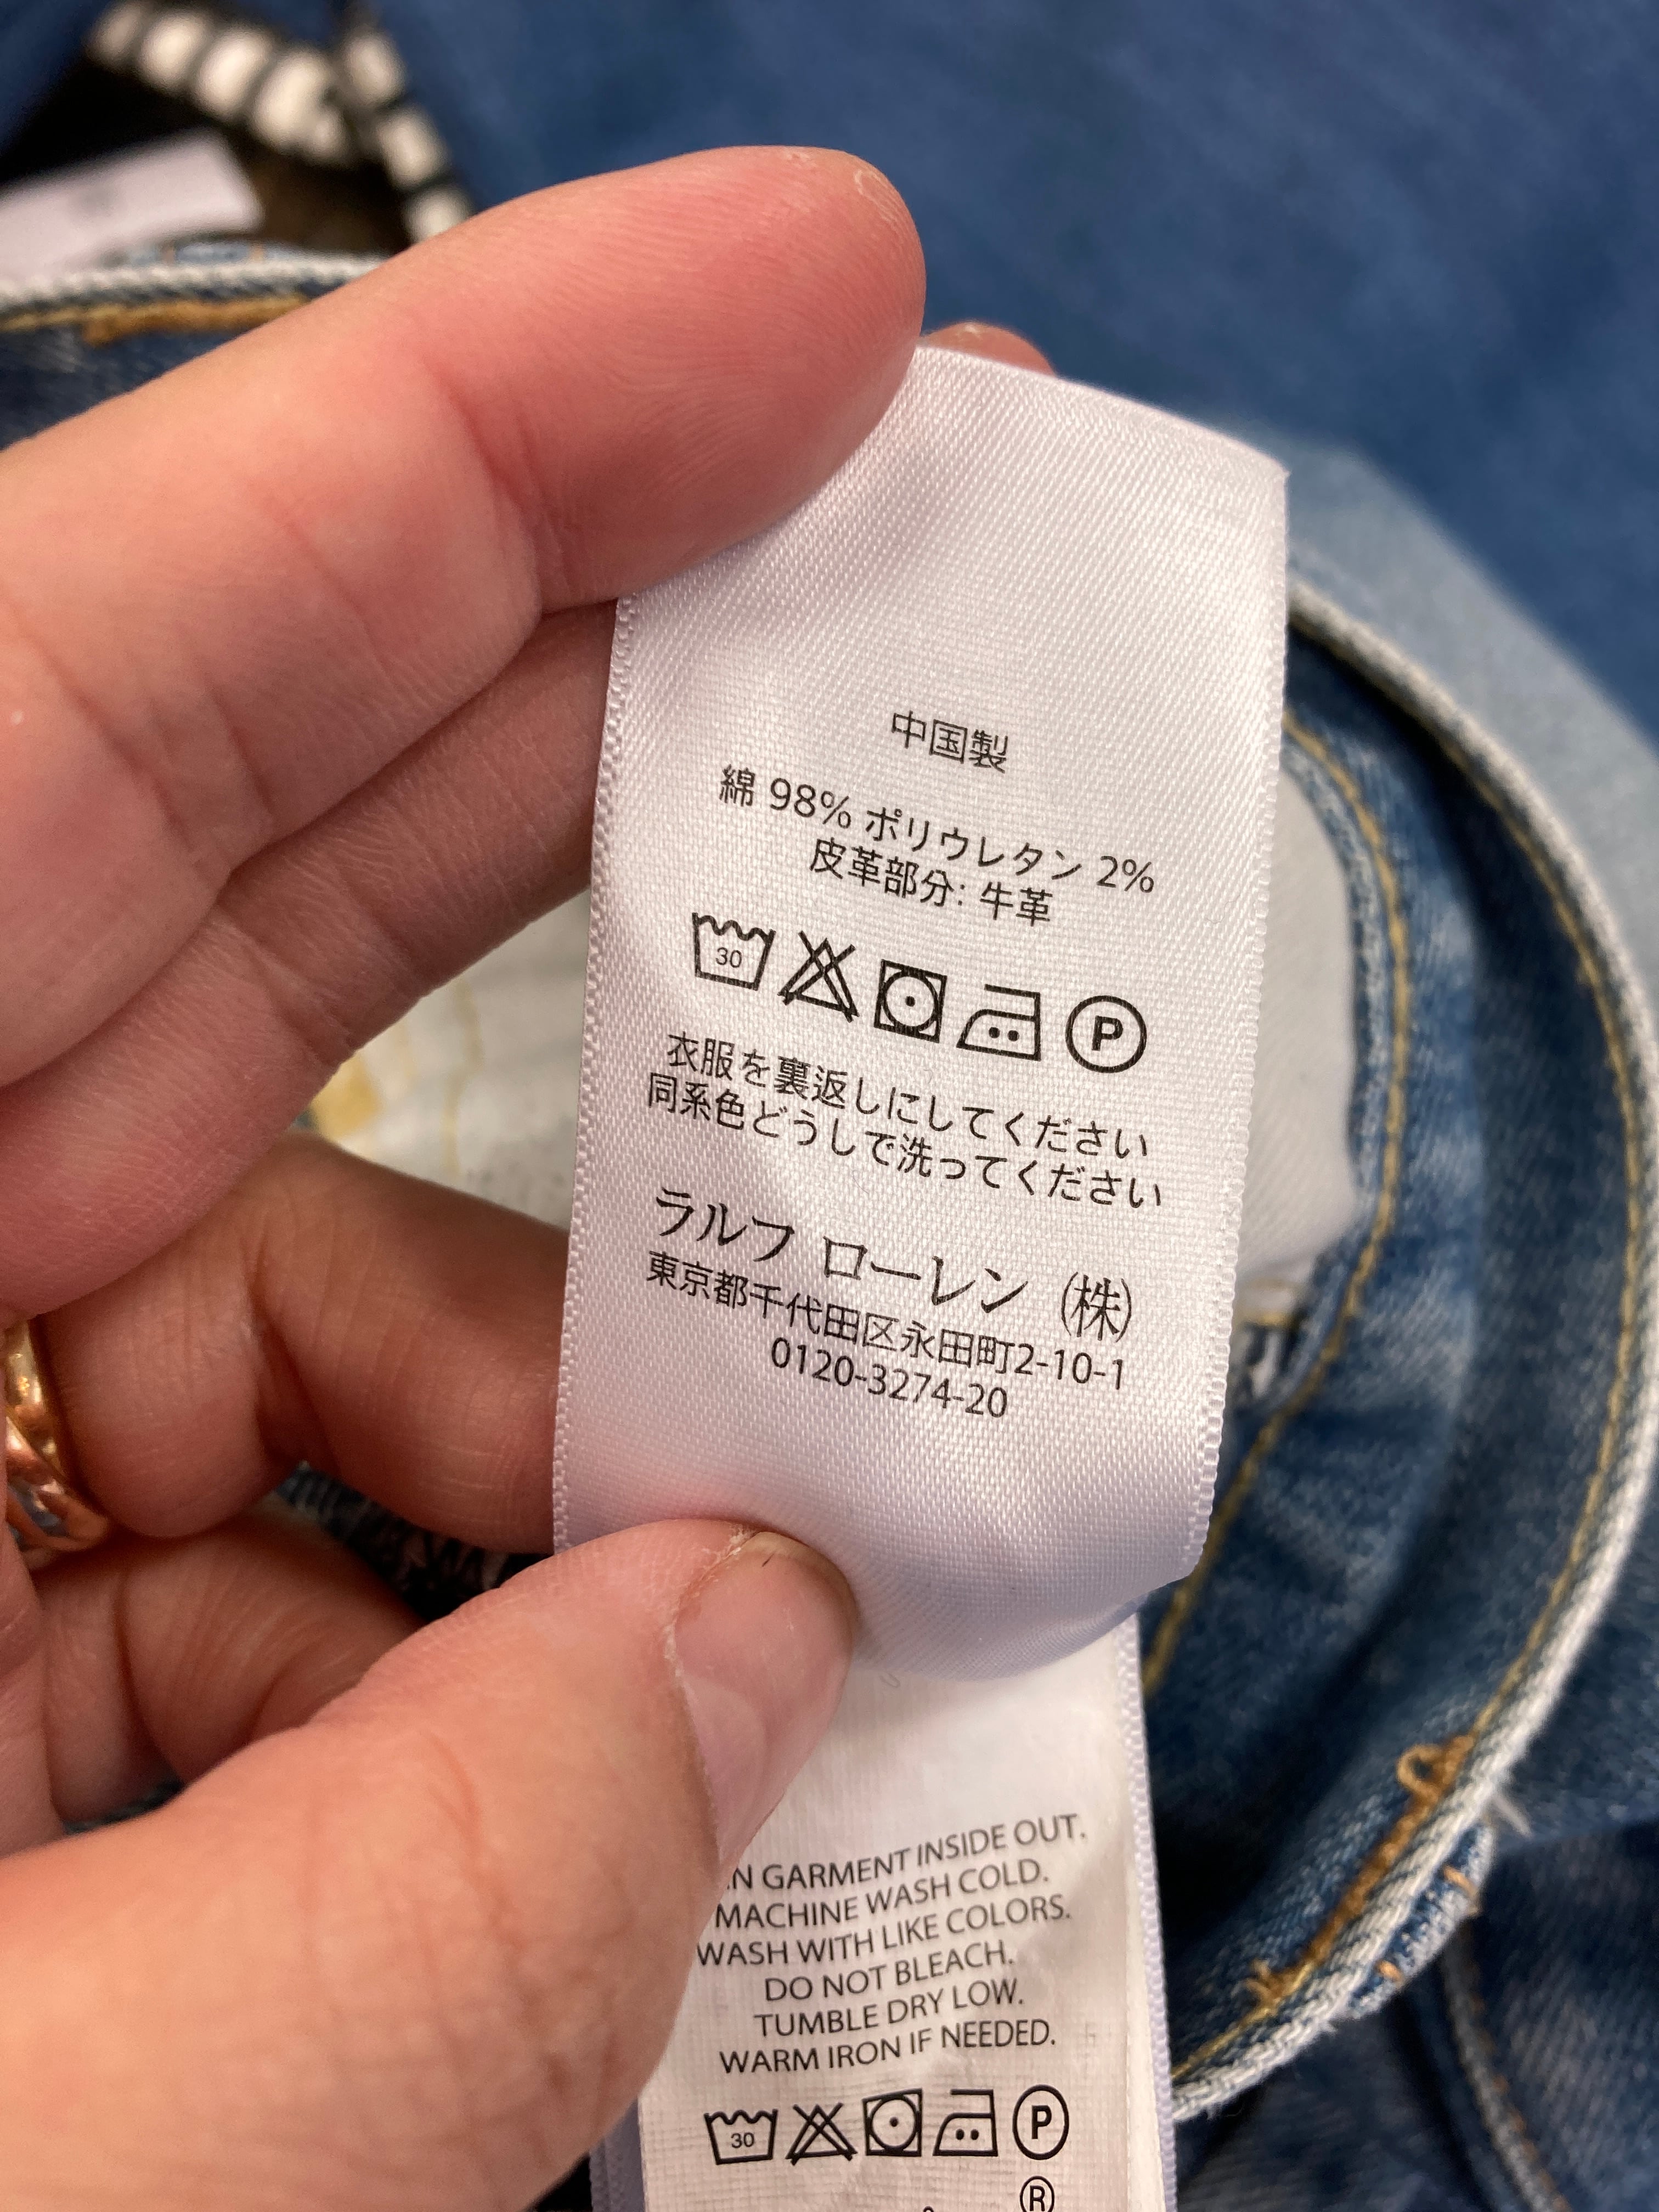 中国製
綿 98% ポリウレタン 2%
皮革部分: 牛革
30 P
衣服を裏返しにしてください
同系色どうしで洗ってください
ラルフ ローレン (株)
東京都千代田区永田町2-10-1
0120-3274-20
GARMENT INSIDE OUT.
MACHINE WASH COLD.
WASH WITH LIKE COLORS.
DO NOT BLEACH.
TUMBLE DRY LOW.
WARM IRON IF NEEDED.
30 P
®